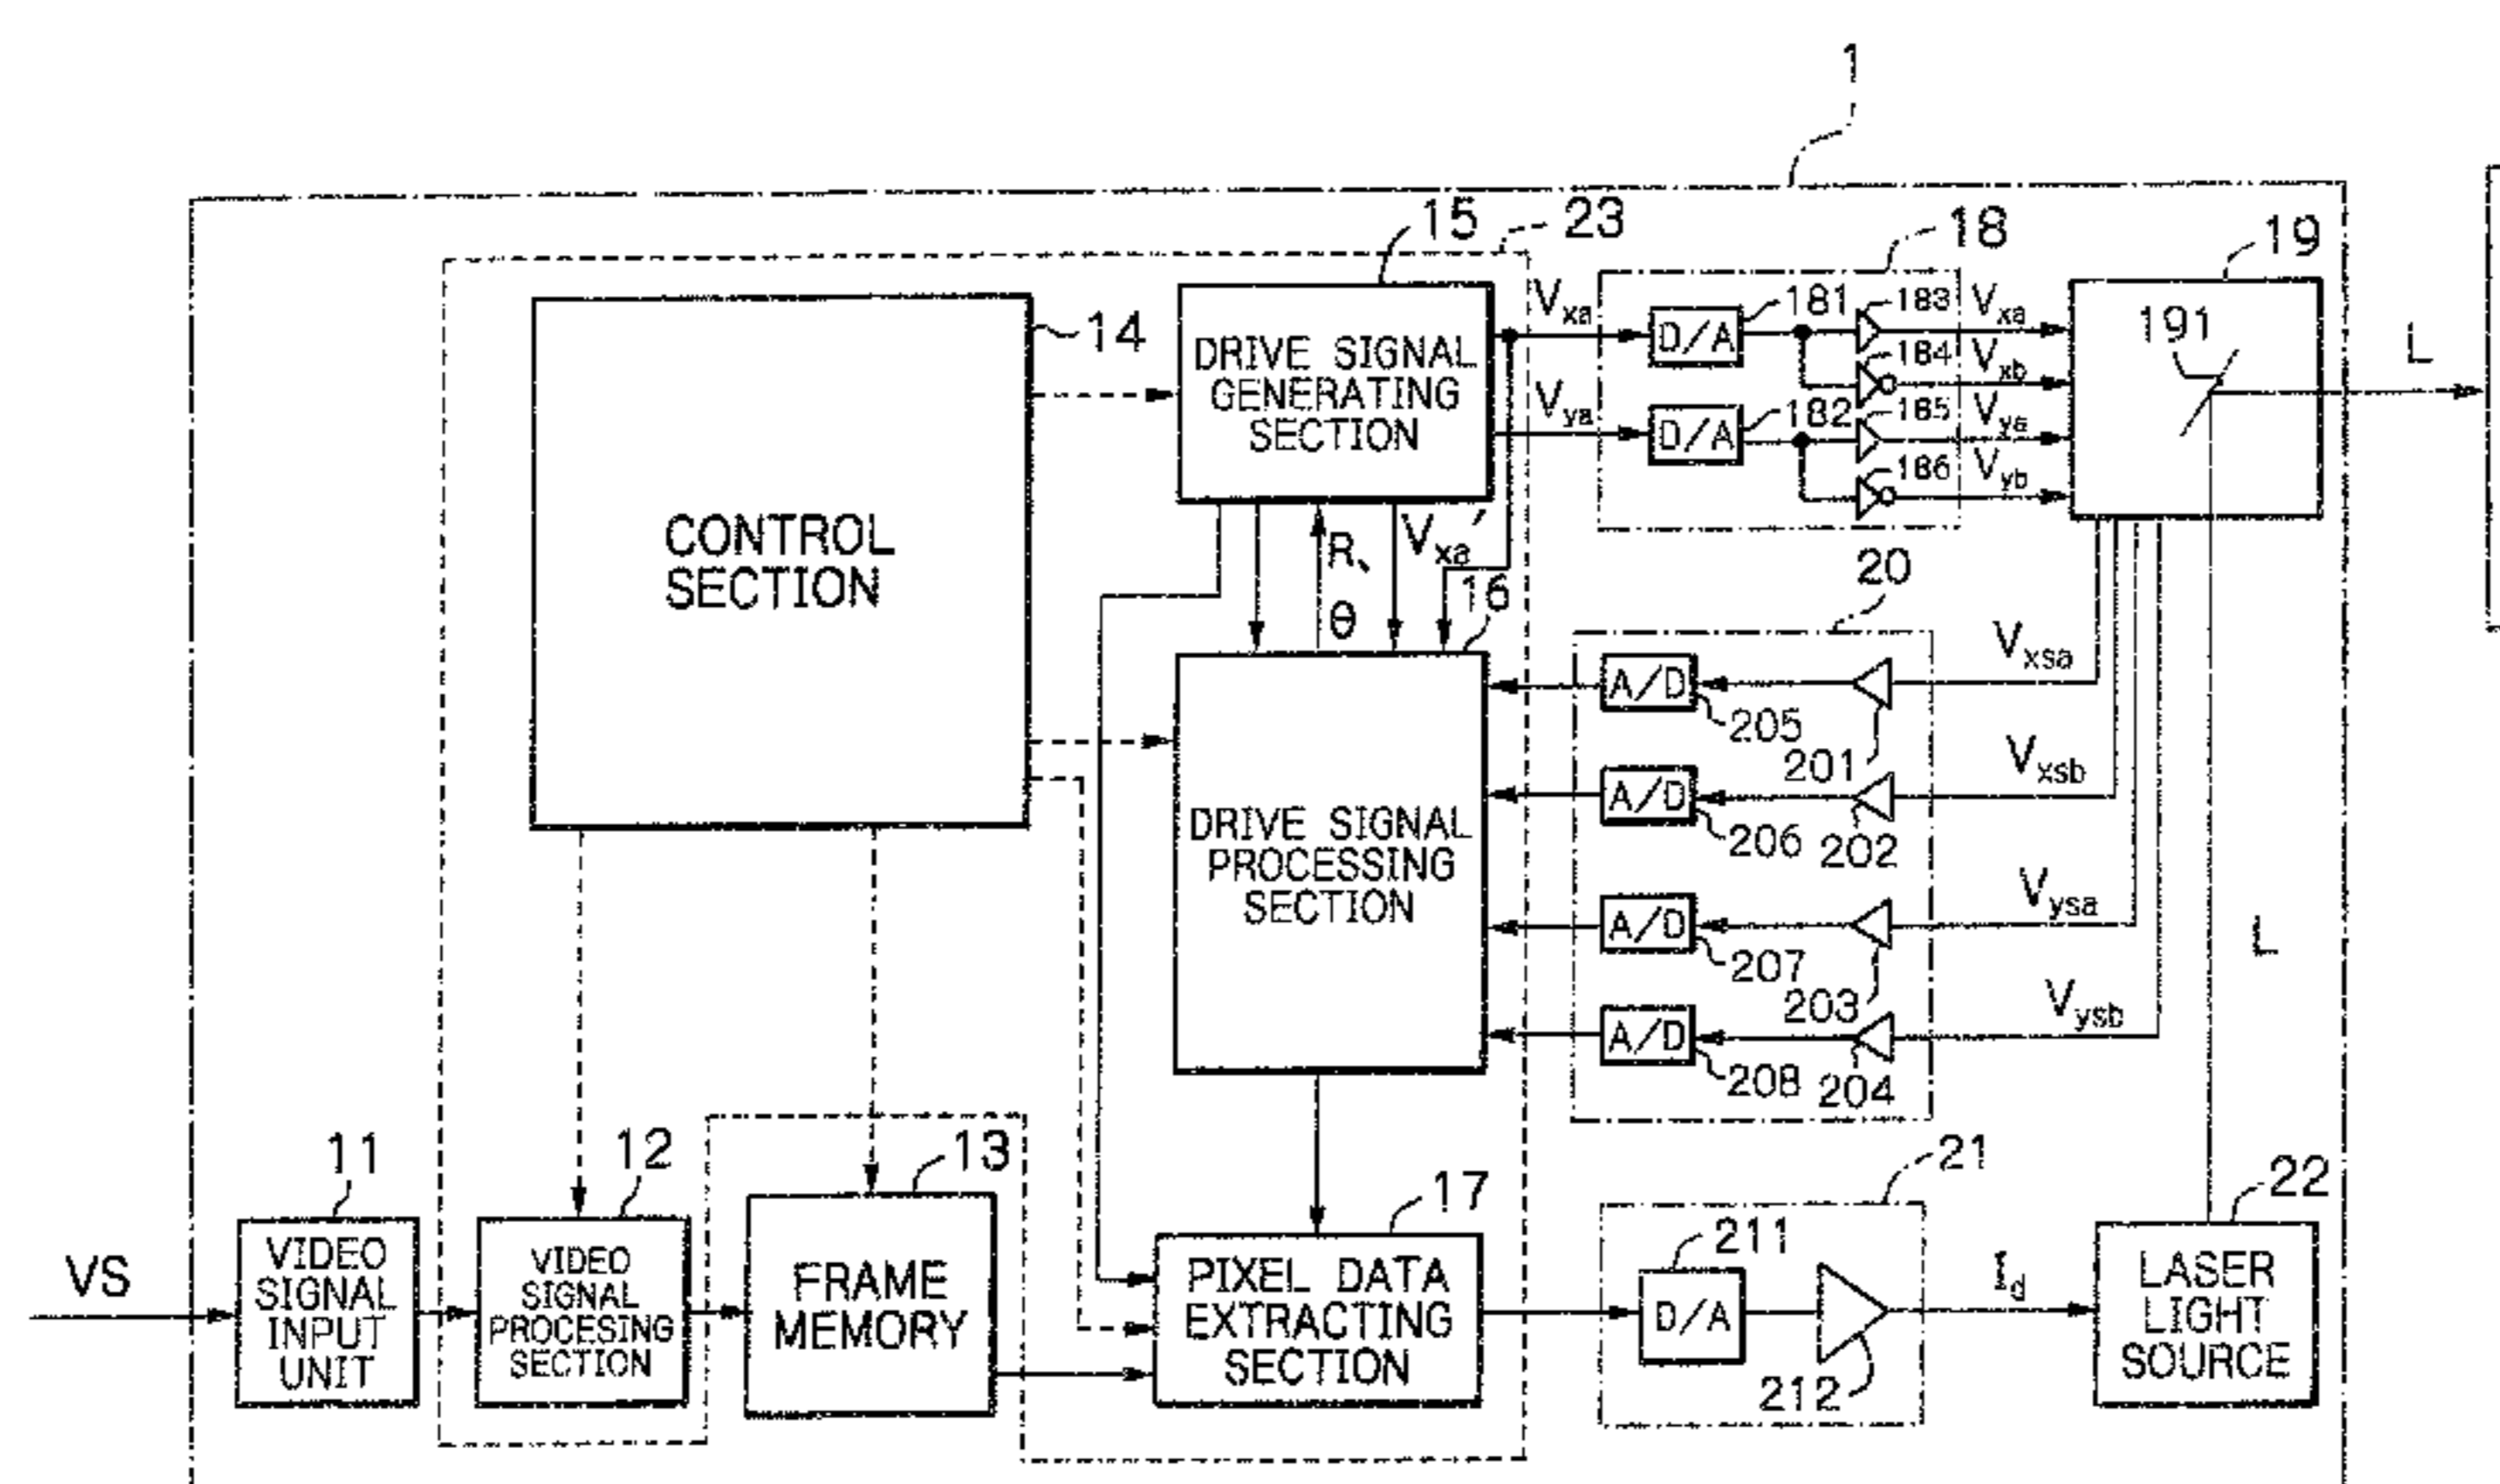 1
15
23
18
19
14
CONTROL
SECTION
DRIVE SIGNAL
GENERATING
SECTION
Vxa
Vya
D/A
181
D/A
182
183
184
185
186
Vxa
Vxb
Vya
Vyb
191
L
R、
θ
Vxa′
16
DRIVE SIGNAL
PROCESSING
SECTION
20
A/D
205
201
Vxsa
A/D
206
202
Vxsb
A/D
207
203
Vysa
A/D
208
204
Vysb
L
VS
11
VIDEO
SIGNAL
INPUT
UNIT
12
VIDEO
SIGNAL
PROCESING
SECTION
13
FRAME
MEMORY
17
PIXEL DATA
EXTRACTING
SECTION
21
211
D/A
212
Id
22
LASER
LIGHT
SOURCE